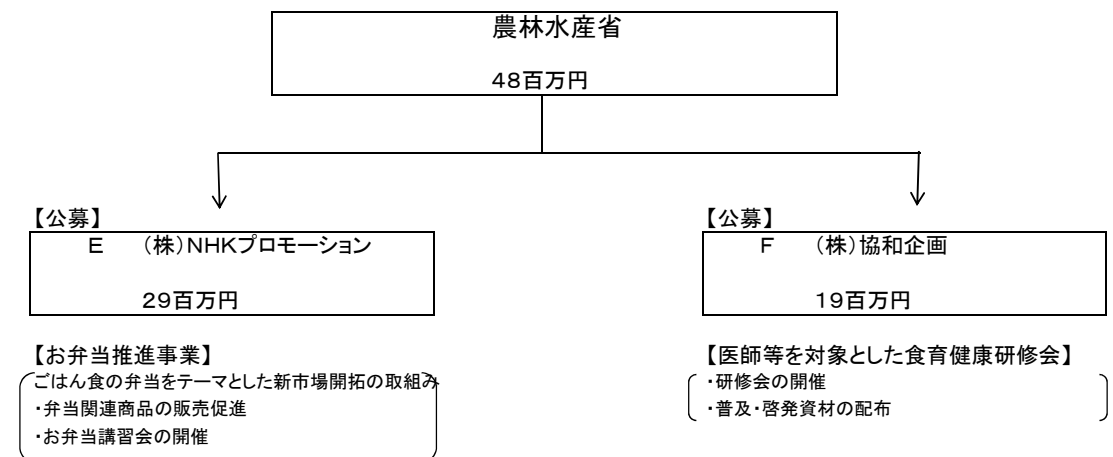 農林水産省
48百万円
【公募】
E （株）NHKプロモーション
29百万円
【お弁当推進事業】
ごはん食の弁当をテーマとした新市場開拓の取組み
・弁当関連商品の販売促進
・お弁当講習会の開催
【公募】
F （株）協和企画
19百万円
【医師等を対象とした食育健康研修会】
・研修会の開催
・普及・啓発資材の配布